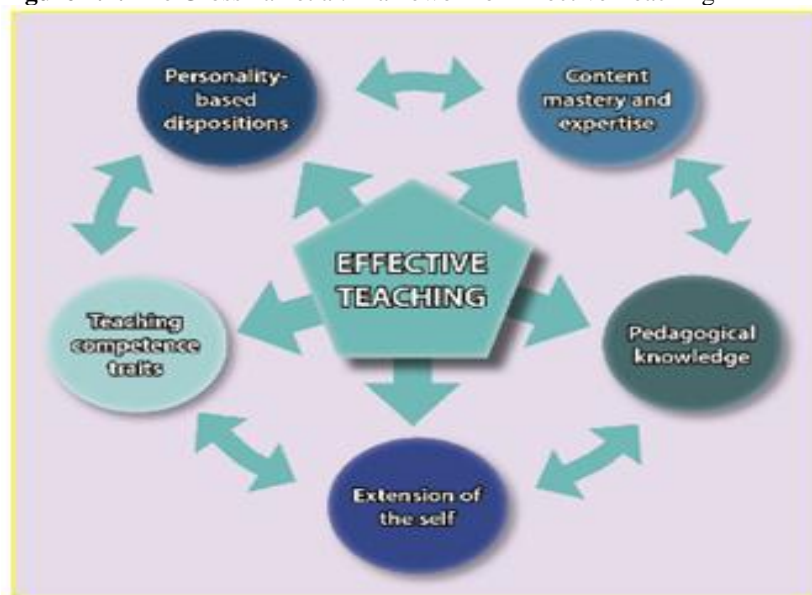 Personality-
based
dispositions
Content
mastery and
expertise
EFFECTIVE
TEACHING
Teaching
competence
traits
Pedagogical
knowledge
Extension of
the self